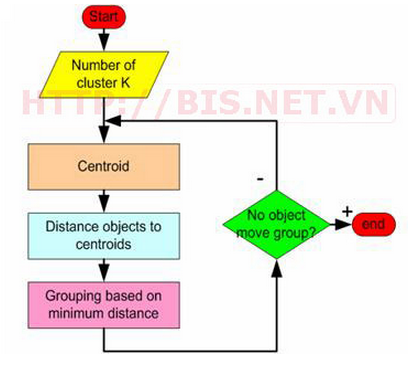 Start
Number of
cluster K
HTTP://BIS.NET.VN
Centroid
Distance objects to
centroids
Grouping based on
minimum distance
-
No object
move group?
+
end